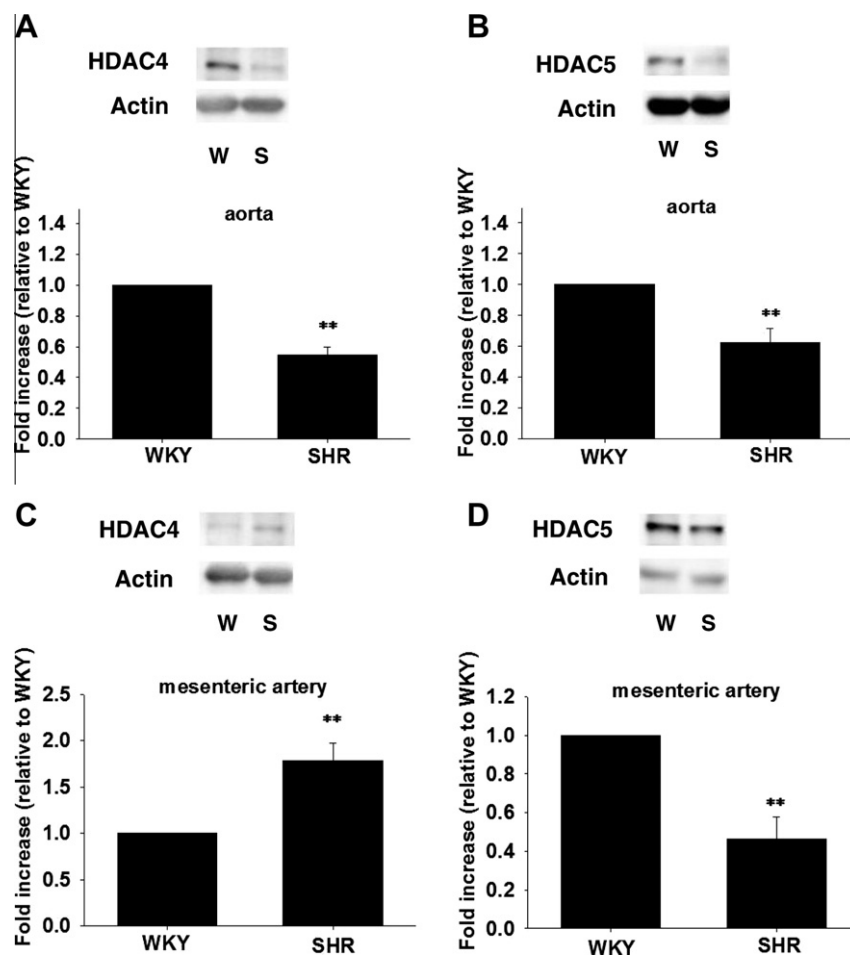 A
HDAC4
Actin
W S
aorta
Fold increase (relative to WKY)
1.4
1.2
1.0
0.8
0.6
0.4
0.2
0.0
**
WKY SHR
B
HDAC5
Actin
W S
aorta
Fold increase (relative to WKY
1.4
1.2
1.0
0.8
0.6
0.4
0.2
0.0
**
WKY SHR
C
HDAC4
Actin
W S
mesenteric artery
Fold increase (relative to WKY)
2.5
2.0
1.5
1.0
0.5
0.0
**
WKY SHR
D
HDAC5
Actin
W S
mesenteric artery
Fold increase (relative to WKY)
1.2
1.0
0.8
0.6
0.4
0.2
0.0
**
WKY SHR